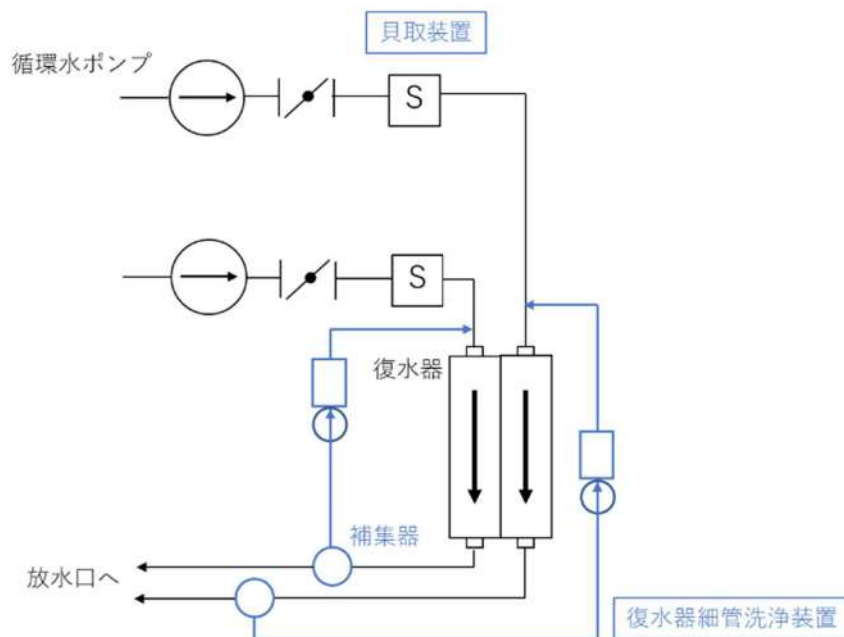 貝取装置
循環水ポンプ
S
S
復水器
補集器
放水口へ
復水器細管洗浄装置